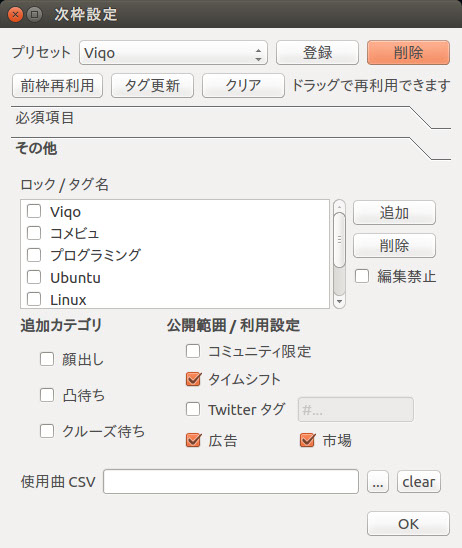 次枠設定
プリセット Viqo 登録 削除
前枠再利用 タグ更新 クリア ドラッグで再利用できます
必須項目
その他
ロック / タグ名
Viqo
コメビュ
プログラミング
Ubuntu
Linux
追加
削除
編集禁止
追加カテゴリ
顔出し
凸待ち
クルーズ待ち
公開範囲 / 利用設定
コミュニティ限定
タイムシフト
Twitter タグ #...
広告 市場
使用曲 CSV ... clear
OK